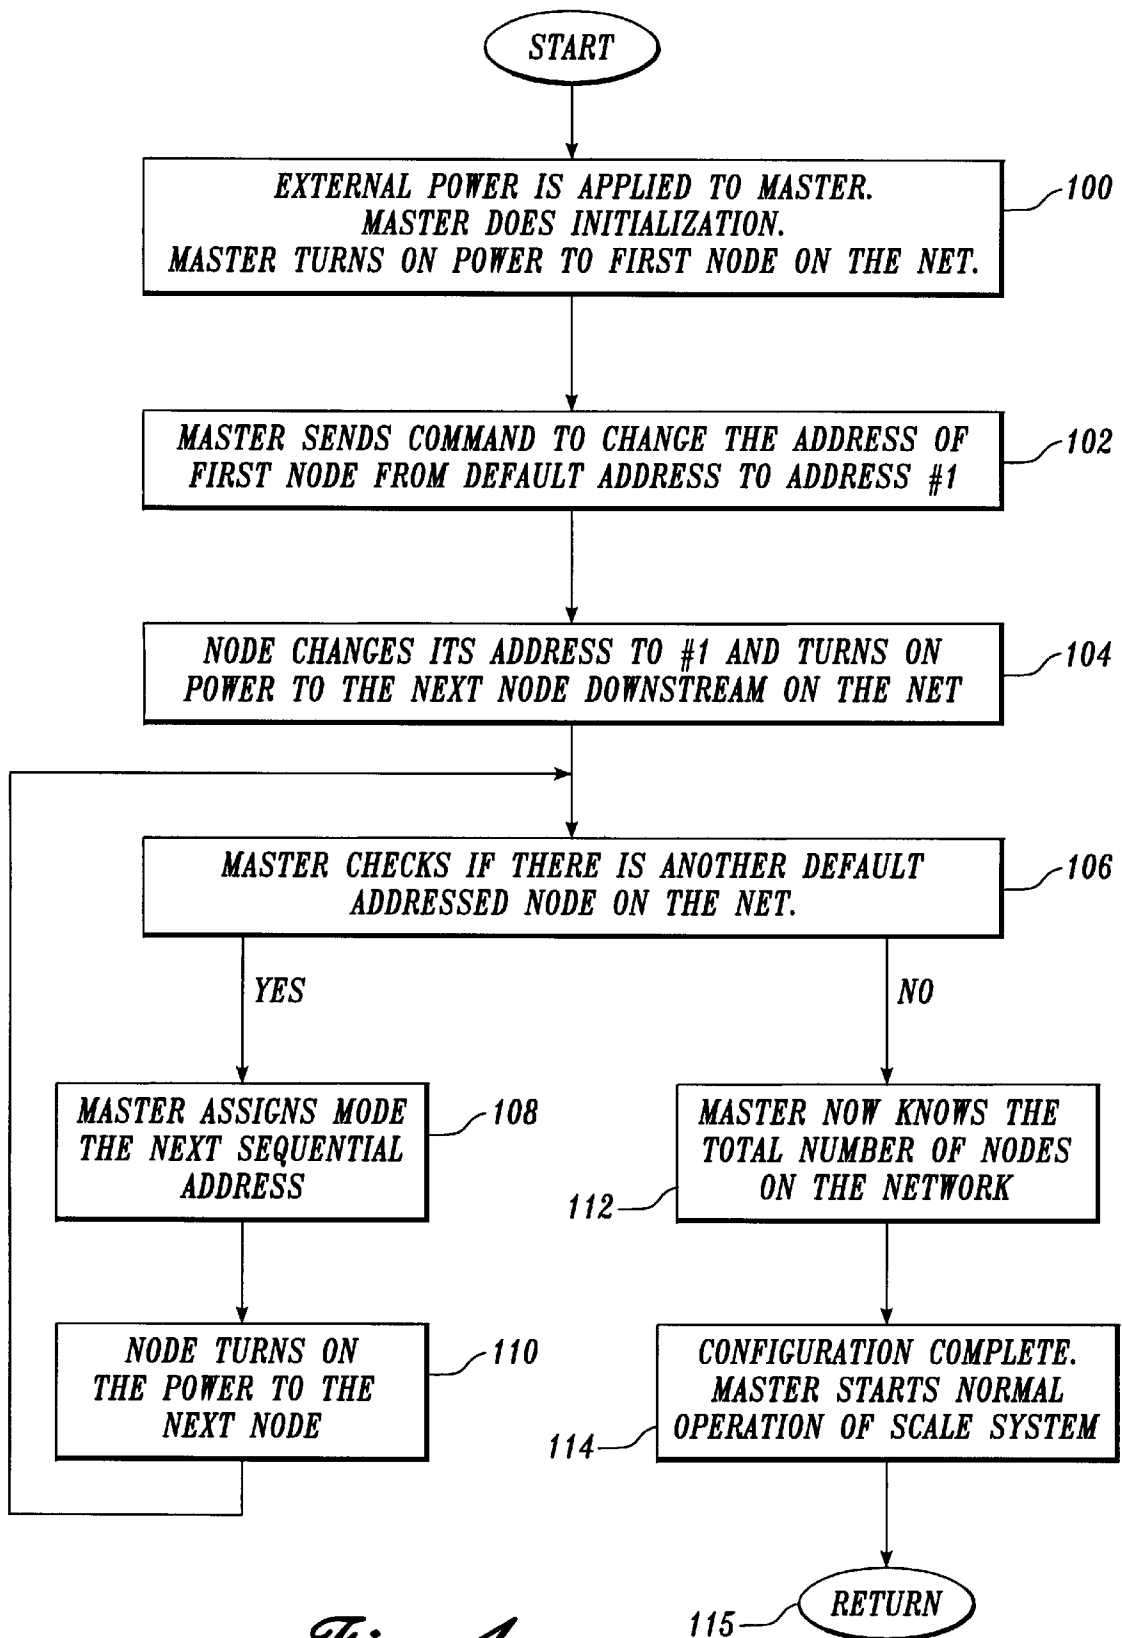 START
EXTERNAL POWER IS APPLIED TO MASTER.
MASTER DOES INITIALIZATION.
MASTER TURNS ON POWER TO FIRST NODE ON THE NET.
100
MASTER SENDS COMMAND TO CHANGE THE ADDRESS OF
FIRST NODE FROM DEFAULT ADDRESS TO ADDRESS #1
102
NODE CHANGES ITS ADDRESS TO #1 AND TURNS ON
POWER TO THE NEXT NODE DOWNSTREAM ON THE NET
104
MASTER CHECKS IF THERE IS ANOTHER DEFAULT
ADDRESSED NODE ON THE NET.
106
YES
NO
MASTER ASSIGNS MODE
THE NEXT SEQUENTIAL
ADDRESS
108
MASTER NOW KNOWS THE
TOTAL NUMBER OF NODES
ON THE NETWORK
112
NODE TURNS ON
THE POWER TO THE
NEXT NODE
110
CONFIGURATION COMPLETE.
MASTER STARTS NORMAL
OPERATION OF SCALE SYSTEM
114
RETURN
115